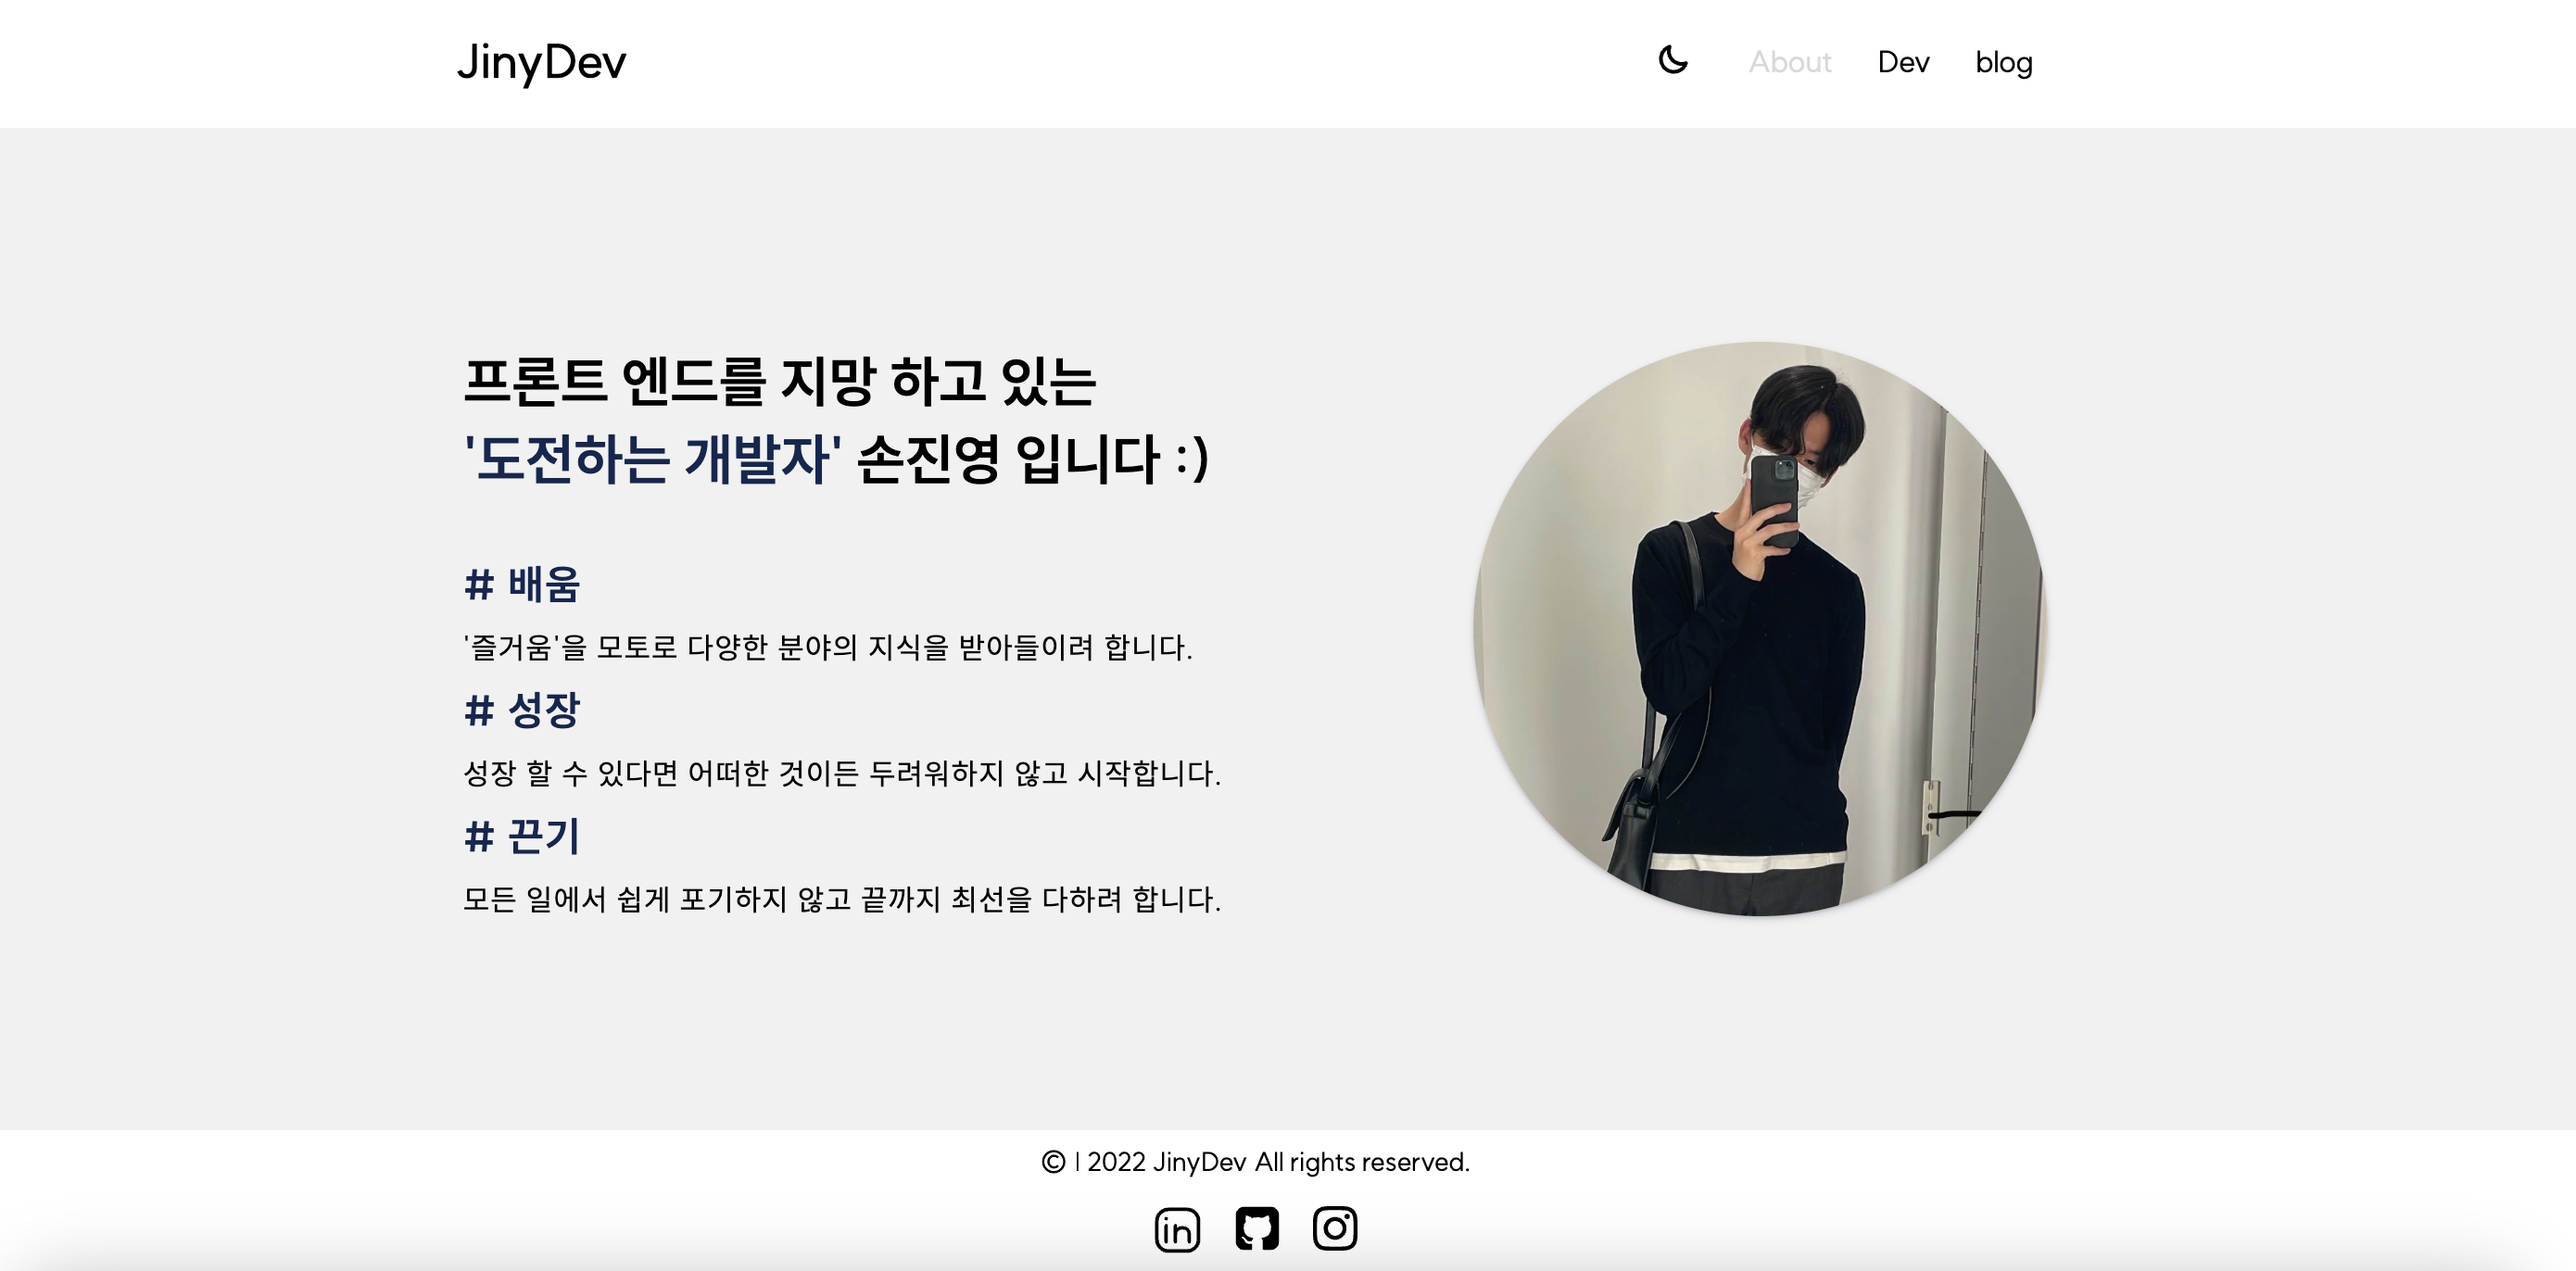 JinyDev
About Dev blog
프론트 엔드를 지망 하고 있는
'도전하는 개발자' 손진영 입니다 :)
# 배움
'즐거움'을 모토로 다양한 분야의 지식을 받아들이려 합니다.
# 성장
성장 할 수 있다면 어떠한 것이든 두려워하지 않고 시작합니다.
# 끈기
모든 일에서 쉽게 포기하지 않고 끝까지 최선을 다하려 합니다.
© | 2022 JinyDev All rights reserved.
in